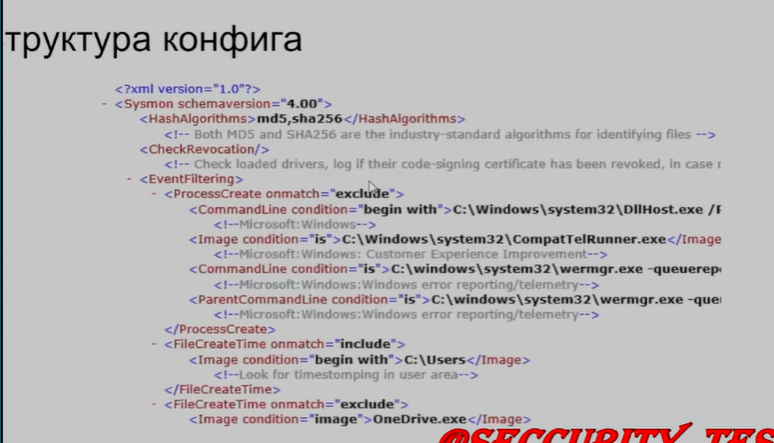 труктура конфига
<?xml version="1.0"?>
- <Sysmon schemaversion="4.00">
<HashAlgorithms>md5,sha256</HashAlgorithms>
<!-- Both MD5 and SHA256 are the industry-standard algorithms for identifying files -->
<CheckRevocation/>
<!-- Check loaded drivers, log if their code-signing certificate has been revoked, in case
- <EventFiltering>
- <ProcessCreate onmatch="exclude">
<CommandLine condition="begin with">C:\Windows\system32\DllHost.exe /P
<!--Microsoft:Windows-->
<Image condition="is">C:\Windows\system32\CompatTelRunner.exe</Image
<!--Microsoft:Windows: Customer Experience Improvement-->
<CommandLine condition="is">C:\windows\system32\wermgr.exe -queuerepo
<!--Microsoft:Windows:Windows error reporting/telemetry-->
<ParentCommandLine condition="is">C:\windows\system32\wermgr.exe -queu
<!--Microsoft:Windows:Windows error reporting/telemetry-->
</ProcessCreate>
- <FileCreateTime onmatch="include">
<Image condition="begin with">C:\Users</Image>
<!--Look for timestomping in user area-->
</FileCreateTime>
- <FileCreateTime onmatch="exclude">
<Image condition="image">OneDrive.exe</Image>
@SECCURITY_TES